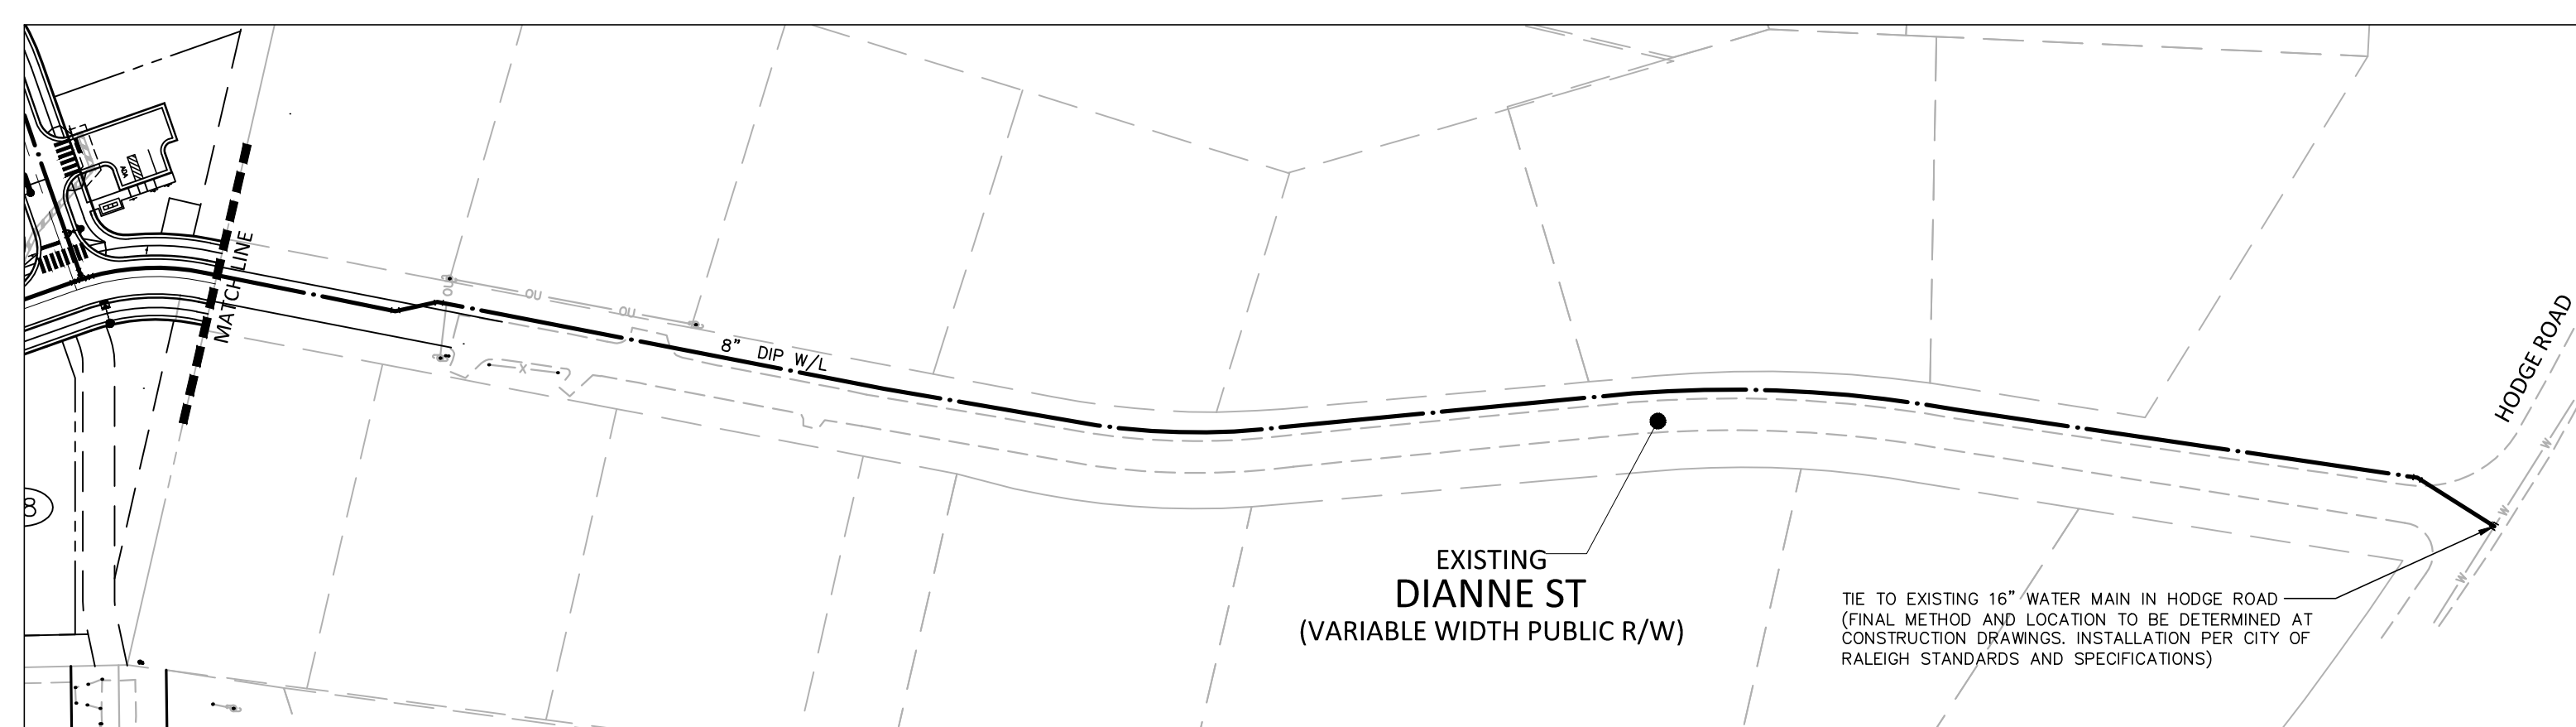 ADA
MATCH LINE
OU
OU
OU
8" DIP W/L
X
HODGE ROAD
W
W
W
8
EXISTING
DIANNE ST
(VARIABLE WIDTH PUBLIC R/W)
TIE TO EXISTING 16" WATER MAIN IN HODGE ROAD
(FINAL METHOD AND LOCATION TO BE DETERMINED AT
CONSTRUCTION DRAWINGS. INSTALLATION PER CITY OF
RALEIGH STANDARDS AND SPECIFICATIONS)